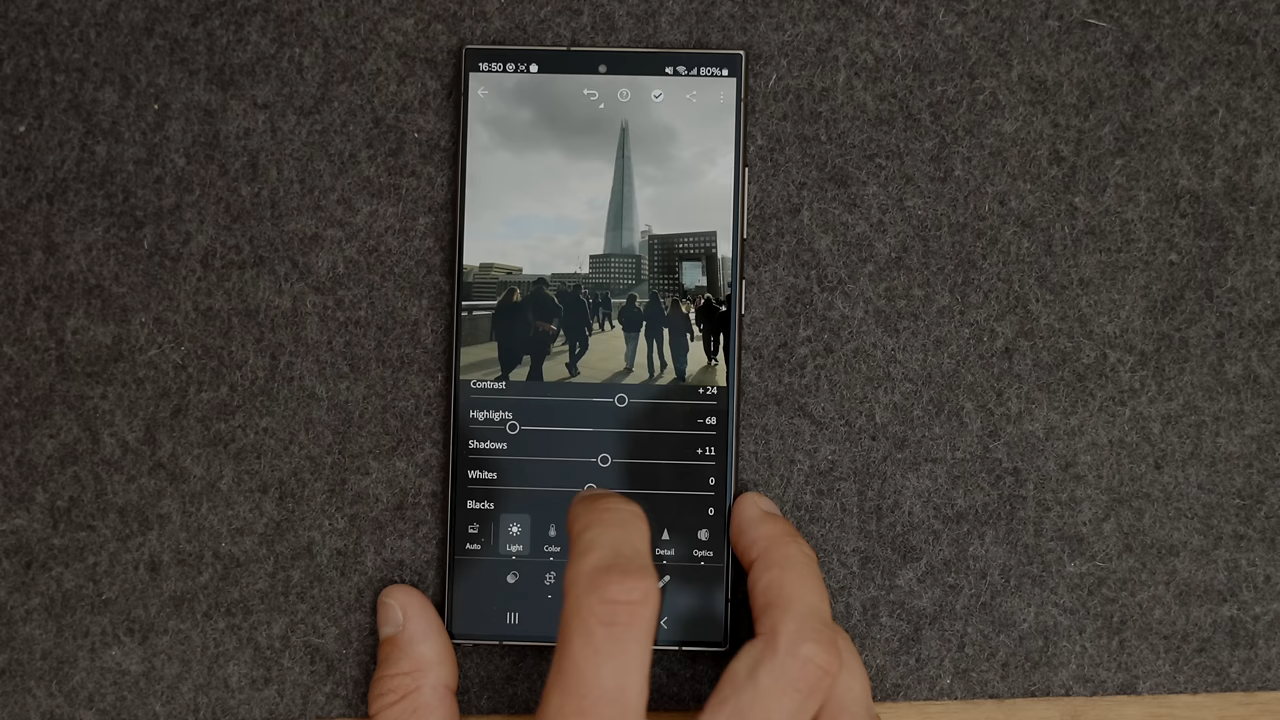 16:50 80%
Contrast +24
Highlights -68
Shadows +11
Whites 0
Blacks 0
Auto Light Color Detail Optics